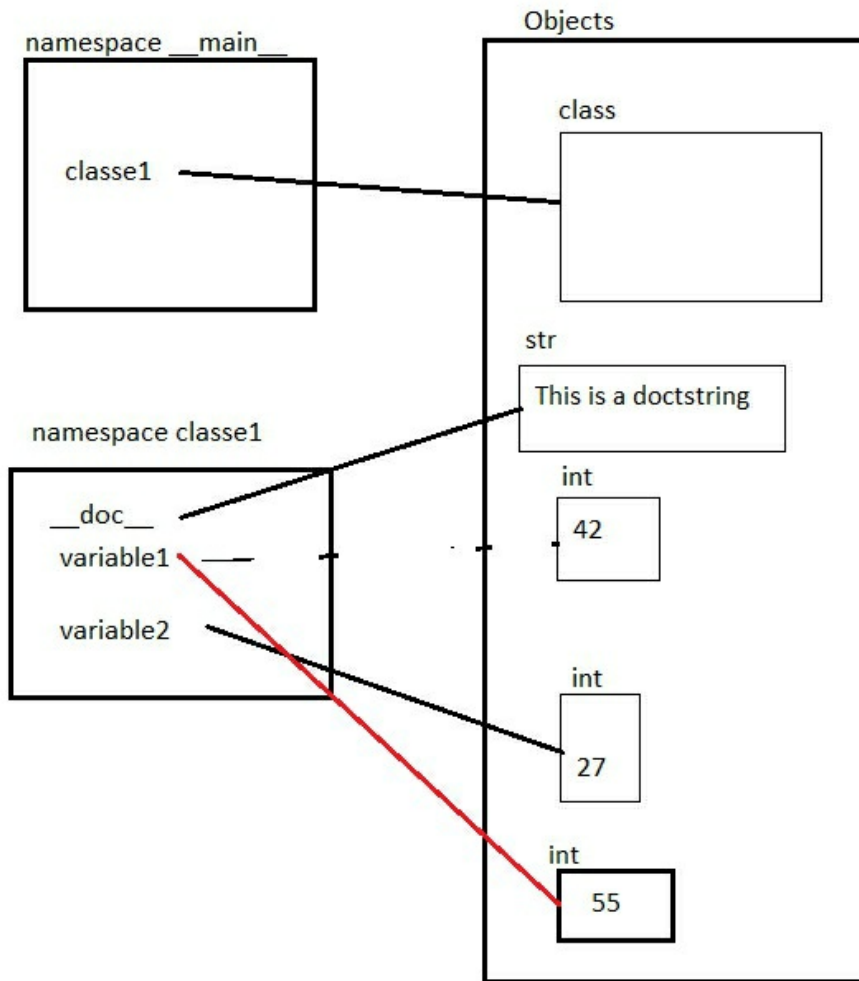 Objects
namespace __main__
class
classe1
str
This is a doctstring
namespace classe1
int
__doc__
42
variable1
variable2
int
27
int
55